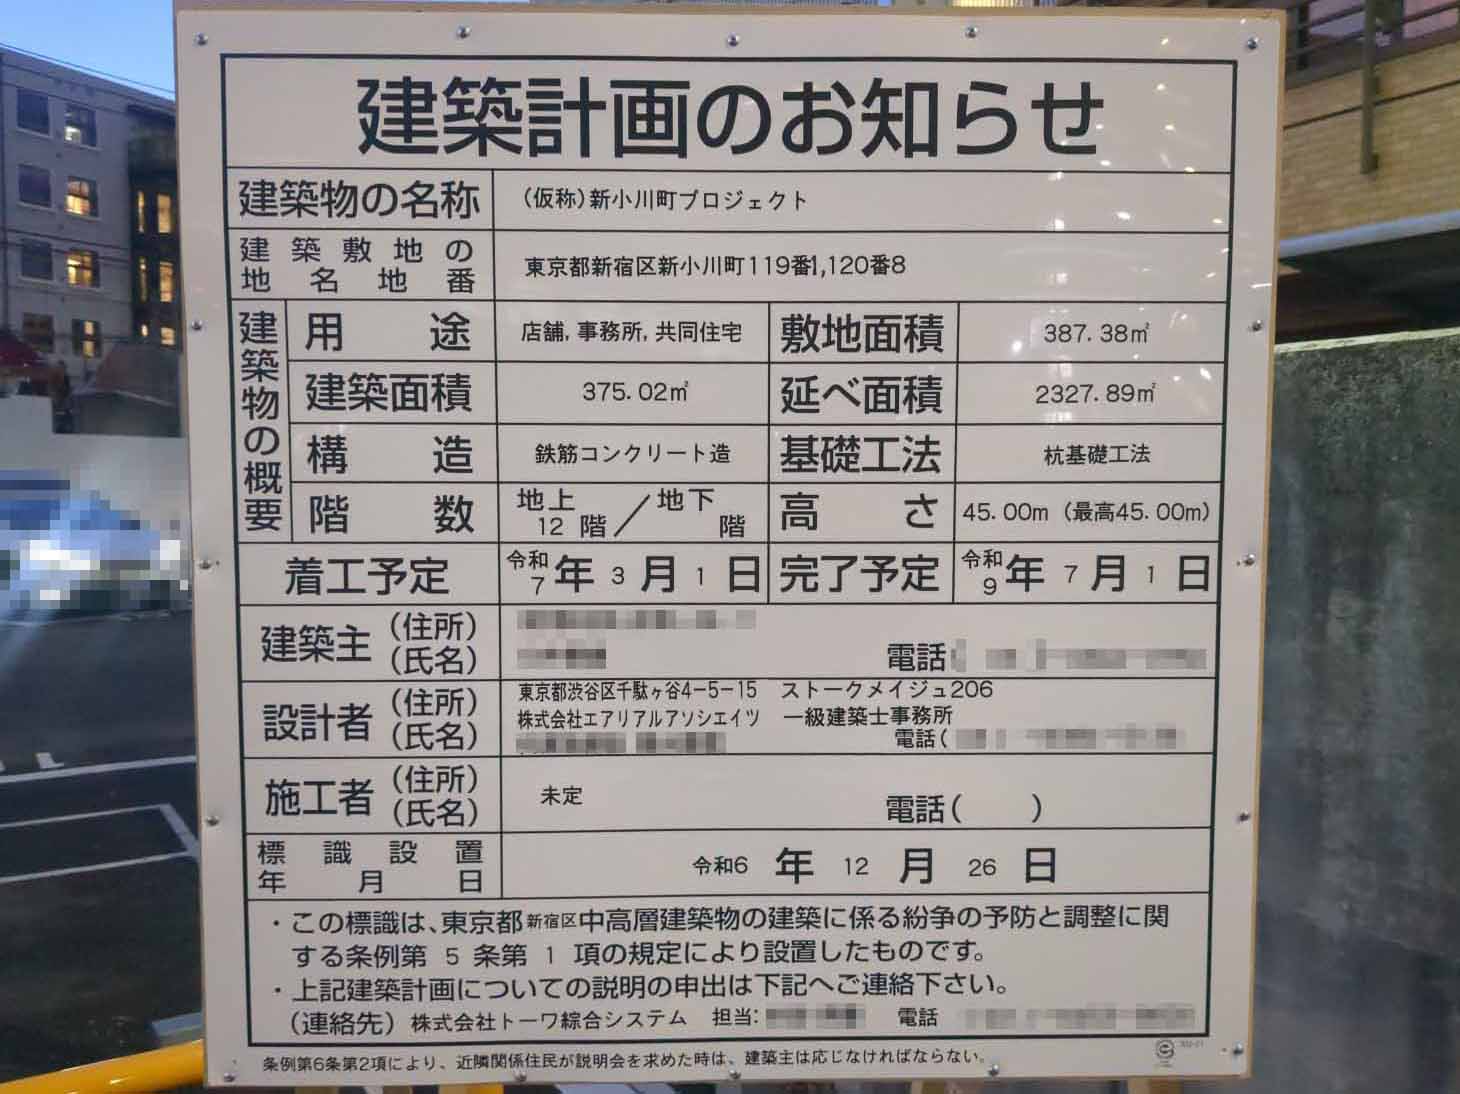 建築計画のお知らせ
建築物の名称 (仮称)新小川町プロジェクト
建築敷地の
地名地番 東京都新宿区新小川町119番1,120番8
建築物の概要
用途 店舗, 事務所, 共同住宅 敷地面積 387.38㎡
建築面積 375.02㎡ 延べ面積 2327.89㎡
構造 鉄筋コンクリート造 基礎工法 杭基礎工法
階数 地上12階／地下 階 高さ 45.00m (最高45.00m)
着工予定 令和7年3月1日 完了予定 令和9年7月1日
建築主 (住所)
(氏名) 電話
設計者 (住所) 東京都渋谷区千駄ヶ谷4-5-15 ストークメイジュ206
(氏名) 株式会社エアリアルアソシエイツ 一級建築士事務所
電話(
施工者 (住所)
(氏名) 未定 電話( )
標識設置
年月日 令和6年12月26日
・この標識は、東京都新宿区中高層建築物の建築に係る紛争の予防と調整に関
する条例第5条第1項の規定により設置したものです。
・上記建築計画についての説明の申出は下記へご連絡下さい。
(連絡先) 株式会社トーワ綜合システム 担当: 電話
条例第6条第2項により、近隣関係住民が説明会を求めた時は、建築主は応じなければならない。